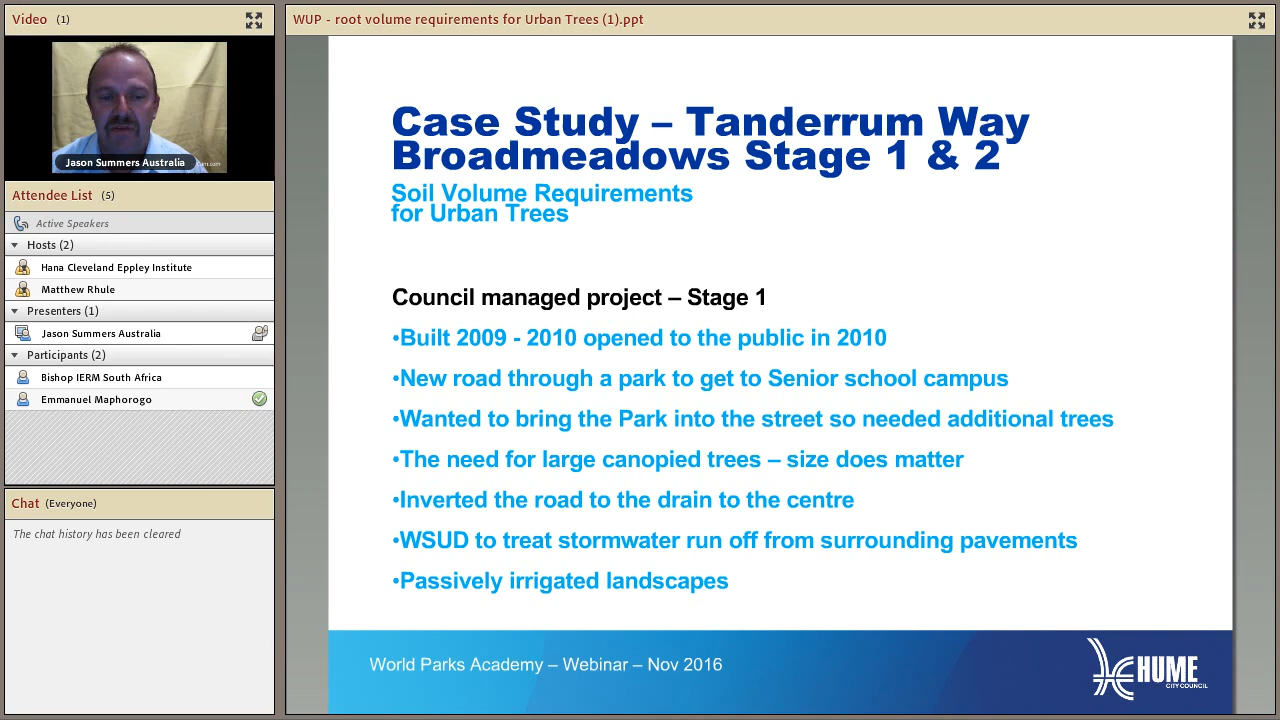 Video (1)
Jason Summers Australia
Attendee List (5)
Active Speakers
Hosts (2)
Hana Cleveland Eppley Institute
Matthew Rhule
Presenters (1)
Jason Summers Australia
Participants (2)
Bishop IERM South Africa
Emmanuel Maphorogo
Chat (Everyone)
The chat history has been cleared
WUP - root volume requirements for Urban Trees (1).ppt
Case Study – Tanderrum Way
Broadmeadows Stage 1 & 2
Soil Volume Requirements
for Urban Trees
Council managed project – Stage 1
•Built 2009 - 2010 opened to the public in 2010
•New road through a park to get to Senior school campus
•Wanted to bring the Park into the street so needed additional trees
•The need for large canopied trees – size does matter
•Inverted the road to the drain to the centre
•WSUD to treat stormwater run off from surrounding pavements
•Passively irrigated landscapes
World Parks Academy – Webinar – Nov 2016
HUME
CITY COUNCIL